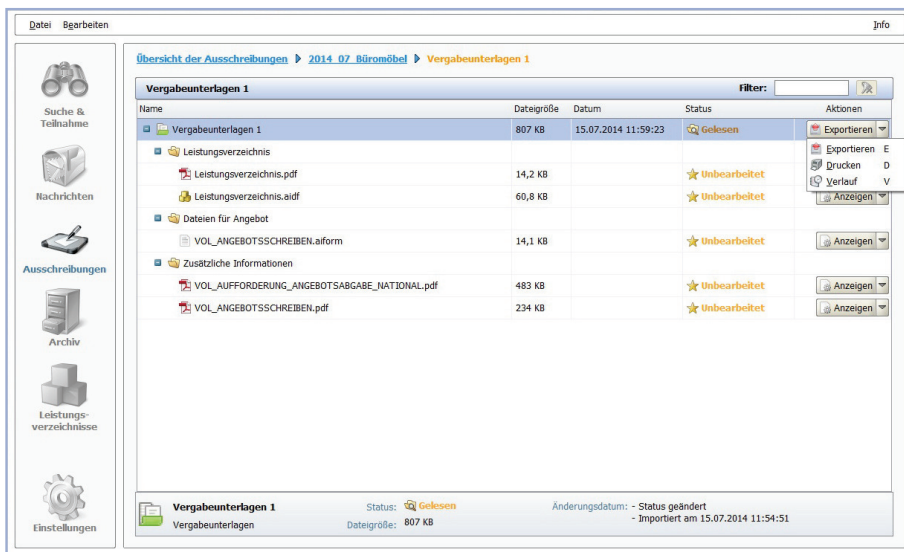 Datei Bearbeiten Info
Suche &
Teilnahme
Nachrichten
Ausschreibungen
Archiv
Leistungs-
verzeichnisse
Einstellungen
Übersicht der Ausschreibungen 2014_07_Büromöbel Vergabeunterlagen 1
Vergabeunterlagen 1 Filter:
Name Dateigröße Datum Status Aktionen
Vergabeunterlagen 1 807 KB 15.07.2014 11:59:23 Gelesen Exportieren
Leistungsverzeichnis
Leistungsverzeichnis.pdf 14,2 KB Unbearbeitet
Leistungsverzeichnis.aidf 60,8 KB Unbearbeitet Anzeigen
Exportieren E
Drucken D
Verlauf V
Dateien für Angebot
VOL_ANGEBOTSSCHREIBEN.aiform 14,1 KB Unbearbeitet Anzeigen
Zusätzliche Informationen
VOL_AUFFORDERUNG_ANGEBOTSABGABE_NATIONAL.pdf 483 KB Unbearbeitet Anzeigen
VOL_ANGEBOTSSCHREIBEN.pdf 234 KB Unbearbeitet Anzeigen
Vergabeunterlagen 1 Status: Gelesen Änderungsdatum: - Status geändert
Vergabeunterlagen Dateigröße: 807 KB - Importiert am 15.07.2014 11:54:51